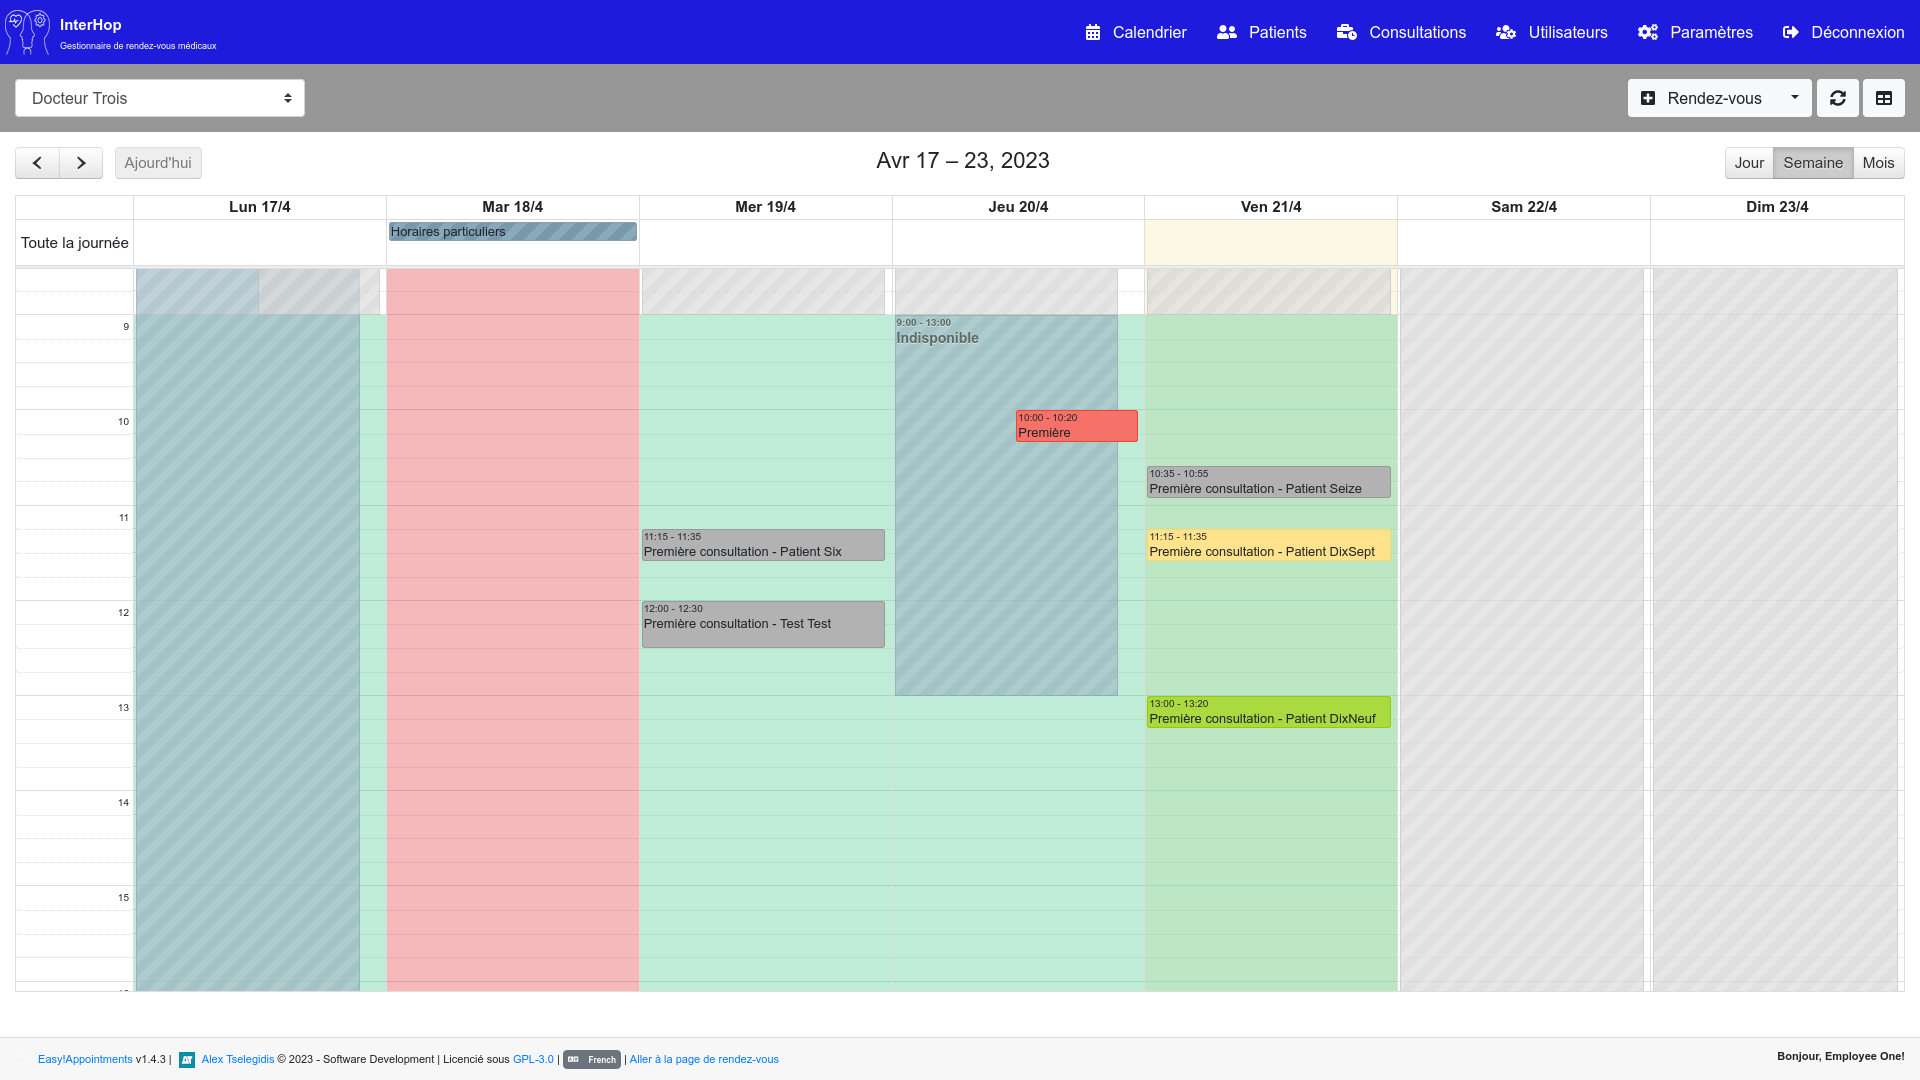 InterHop
Gestionnaire de rendez-vous médicaux
Calendrier
Patients
Consultations
Utilisateurs
Paramètres
Déconnexion
Docteur Trois
Rendez-vous
Ajourd'hui
Avr 17 – 23, 2023
Jour
Semaine
Mois
Lun 17/4
Mar 18/4
Mer 19/4
Jeu 20/4
Ven 21/4
Sam 22/4
Dim 23/4
Toute la journée
Horaires particuliers
9
9:00 - 13:00
Indisponible
10
10:00 - 10:20
Première
10:35 - 10:55
Première consultation - Patient Seize
11
11:15 - 11:35
Première consultation - Patient Six
11:15 - 11:35
Première consultation - Patient DixSept
12
12:00 - 12:30
Première consultation - Test Test
13
13:00 - 13:20
Première consultation - Patient DixNeuf
14
15
Easy!Appointments v1.4.3 | Alex Tselegidis © 2023 - Software Development | Licencié sous GPL-3.0 | French | Aller à la page de rendez-vous
Bonjour, Employee One!